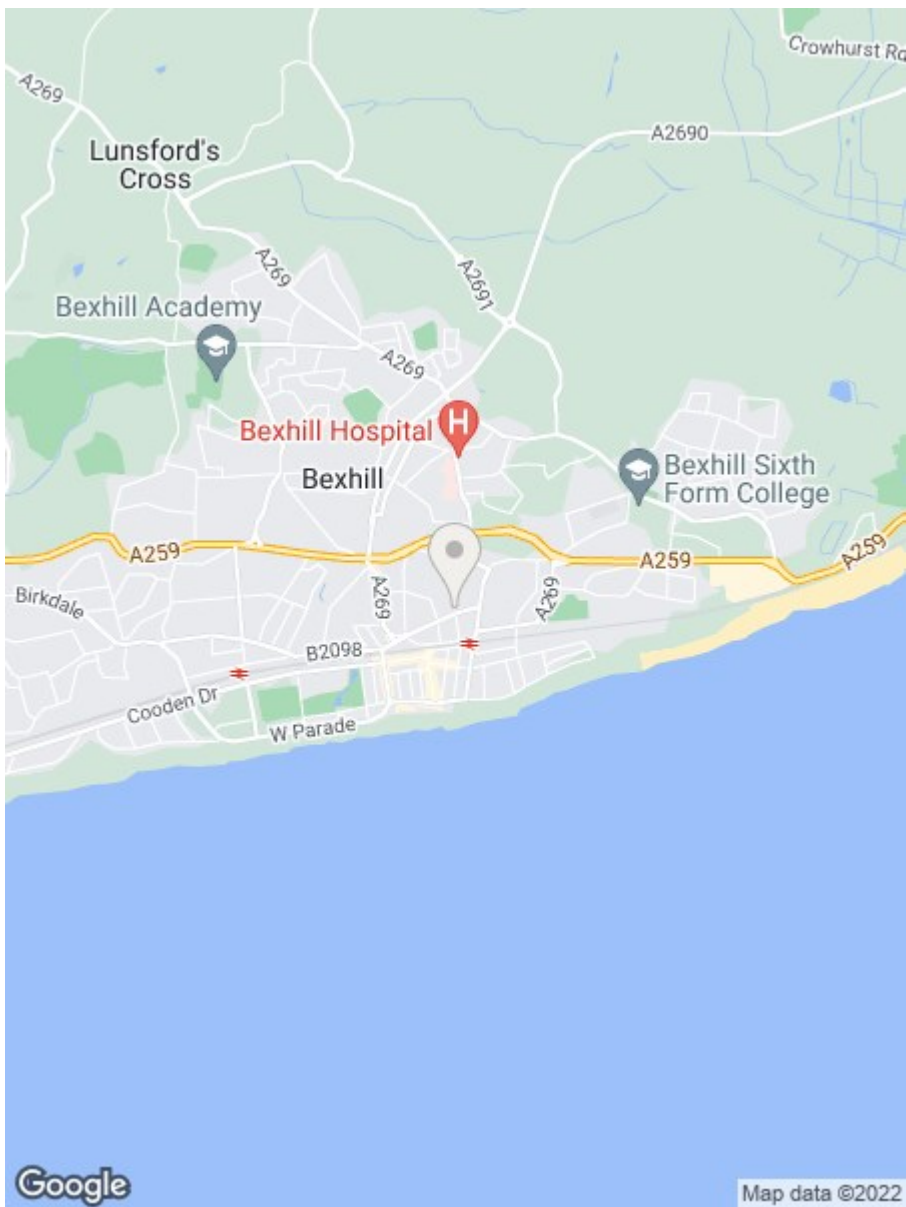 Crowhurst Rd
A269
A2690
Lunsford's
Cross
A269
A2691
Bexhill Academy
A269
Bexhill Hospital
H
Bexhill
Bexhill Sixth
Form College
A259
A259
A259
Birkdale
A269
A269
B2098
Cooden Dr
W Parade
Google
Map data ©2022